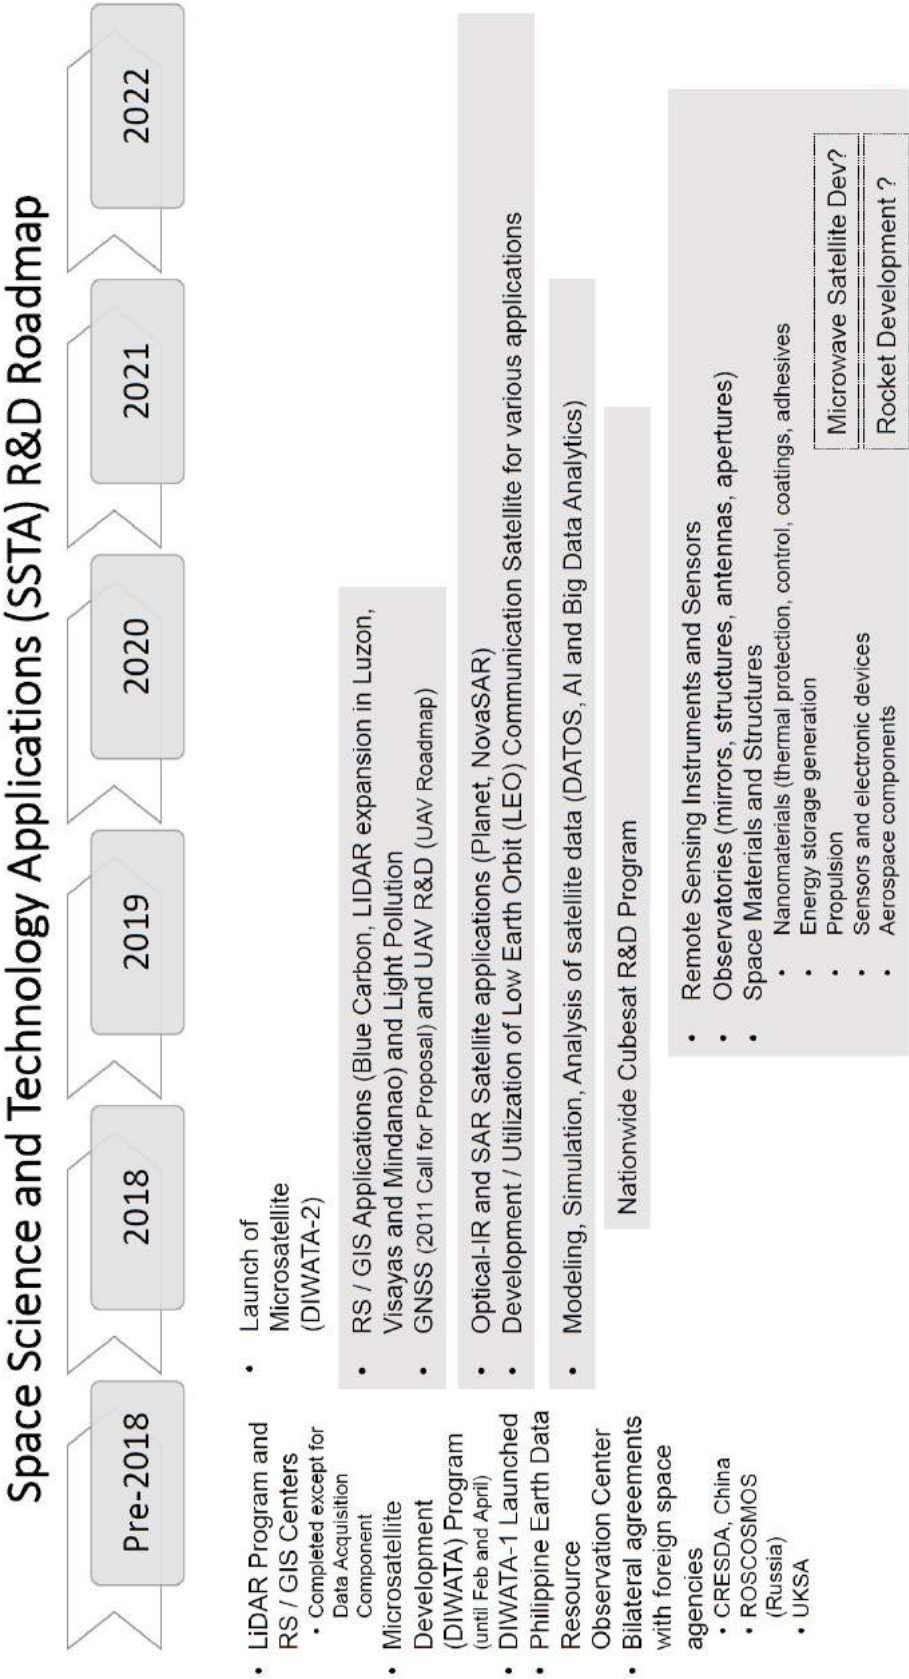 Space Science and Technology Applications (SSTA) R&D Roadmap
Pre-2018
2018
2019
2020
2021
2022
• LiDAR Program and
RS / GIS Centers
• Completed except for
Data Acquisition
Component
• Microsatellite
Development
(DIWATA) Program
(until Feb and April)
• DIWATA-1 Launched
• Philippine Earth Data
Resource
Observation Center
• Bilateral agreements
with foreign space
agencies
• CRESDA, China
• ROSCOSMOS
(Russia)
• UKSA
• Launch of
Microsatellite
(DIWATA-2)
• RS / GIS Applications (Blue Carbon, LIDAR expansion in Luzon,
Visayas and Mindanao) and Light Pollution
• GNSS (2011 Call for Proposal) and UAV R&D (UAV Roadmap)
• Optical-IR and SAR Satellite applications (Planet, NovaSAR)
• Development / Utilization of Low Earth Orbit (LEO) Communication Satellite for various applications
• Modeling, Simulation, Analysis of satellite data (DATOS, AI and Big Data Analytics)
Nationwide Cubesat R&D Program
• Remote Sensing Instruments and Sensors
• Observatories (mirrors, structures, antennas, apertures)
• Space Materials and Structures
• Nanomaterials (thermal protection, control, coatings, adhesives
• Energy storage generation
• Propulsion
• Sensors and electronic devices
• Aerospace components
Microwave Satellite Dev?
Rocket Development ?